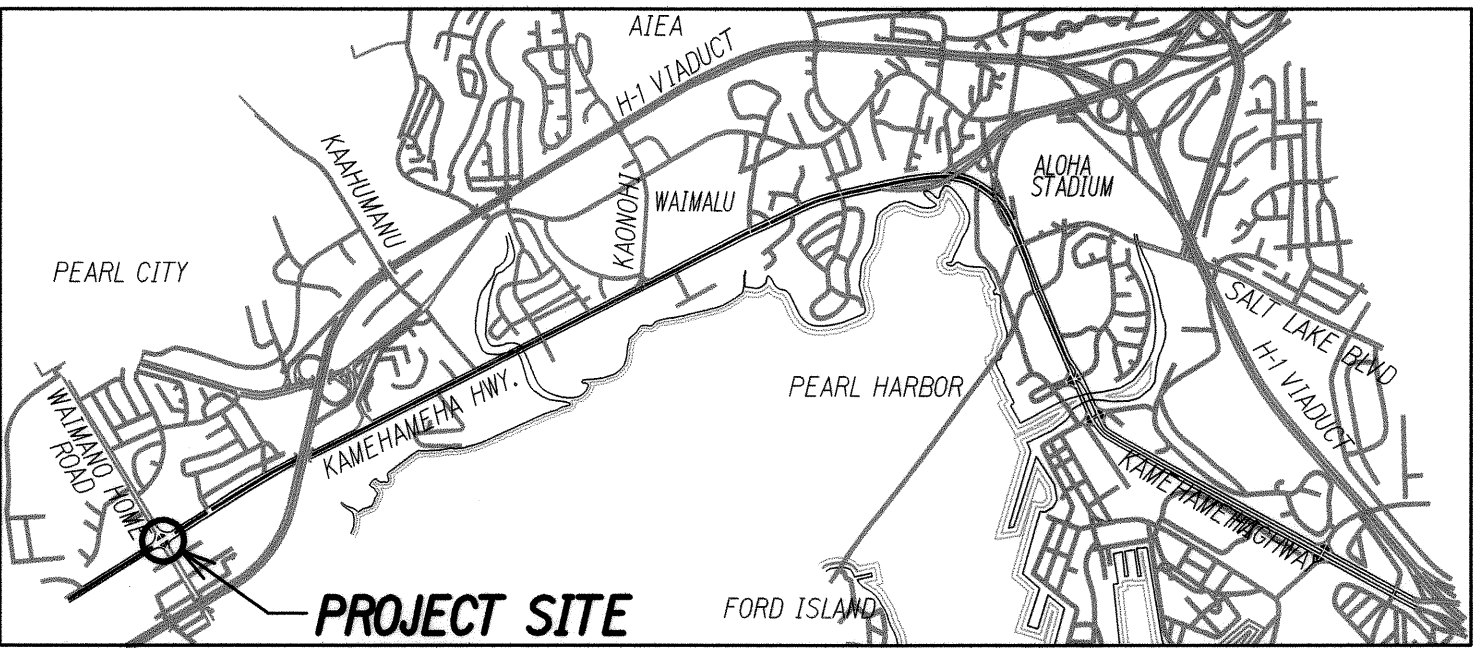 AIEA
H-1 VIADUCT
KAAHUMANU
KAONOHI
WAIMALU
ALOHA
STADIUM
PEARL CITY
SALT LAKE BLVD
H-1 VIADUCT
PEARL HARBOR
KAMEHAMEHA HWY.
WAIMANO HOME
ROAD
KAMEHAMEHA HIGHWAY
FORD ISLAND
PROJECT SITE